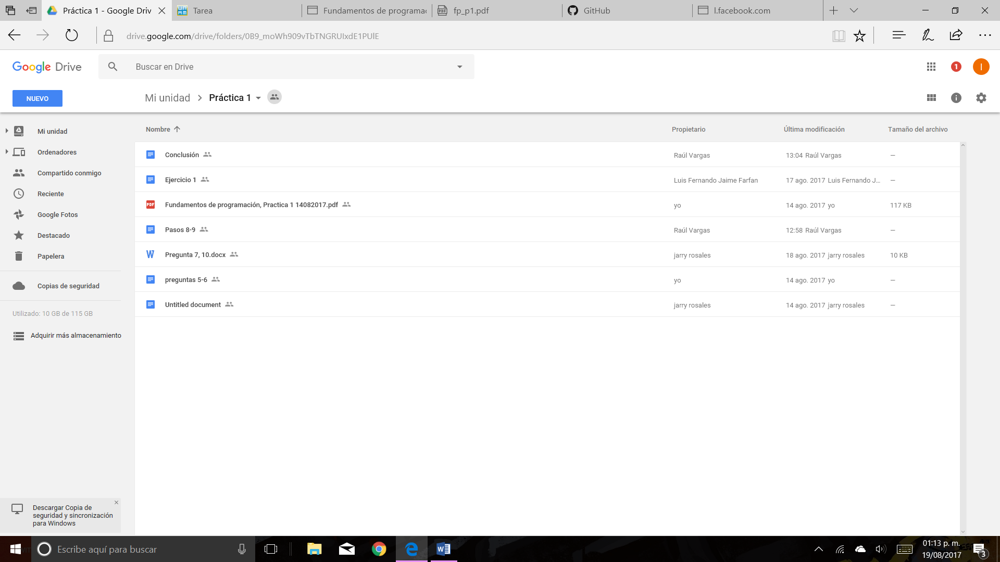 Práctica 1 - Google Driv
Tarea
Fundamentos de programac
fp_p1.pdf
GitHub
l.facebook.com
drive.google.com/drive/folders/0B9_moWh909vTbTNGRUIxdE1PUlE
Google Drive
Buscar en Drive
1
I
NUEVO
Mi unidad > Práctica 1
Mi unidad
Ordenadores
Compartido conmigo
Reciente
Google Fotos
Destacado
Papelera
Copias de seguridad
Utilizado: 10 GB de 115 GB
Adquirir más almacenamiento
Nombre Propietario Última modificación Tamaño del archivo
Conclusión Raúl Vargas 13:04 Raúl Vargas —
Ejercicio 1 Luis Fernando Jaime Farfan 17 ago. 2017 Luis Fernando J... —
PDF Fundamentos de programación, Practica 1 14082017.pdf yo 14 ago. 2017 yo 117 KB
Pasos 8-9 Raúl Vargas 12:58 Raúl Vargas —
W Pregunta 7, 10.docx jarry rosales 18 ago. 2017 jarry rosales 10 KB
preguntas 5-6 yo 14 ago. 2017 yo —
Untitled document jarry rosales 14 ago. 2017 jarry rosales —
Descargar Copia de
seguridad y sincronización
para Windows
Escribe aquí para buscar
01:13 p. m.
19/08/2017
3